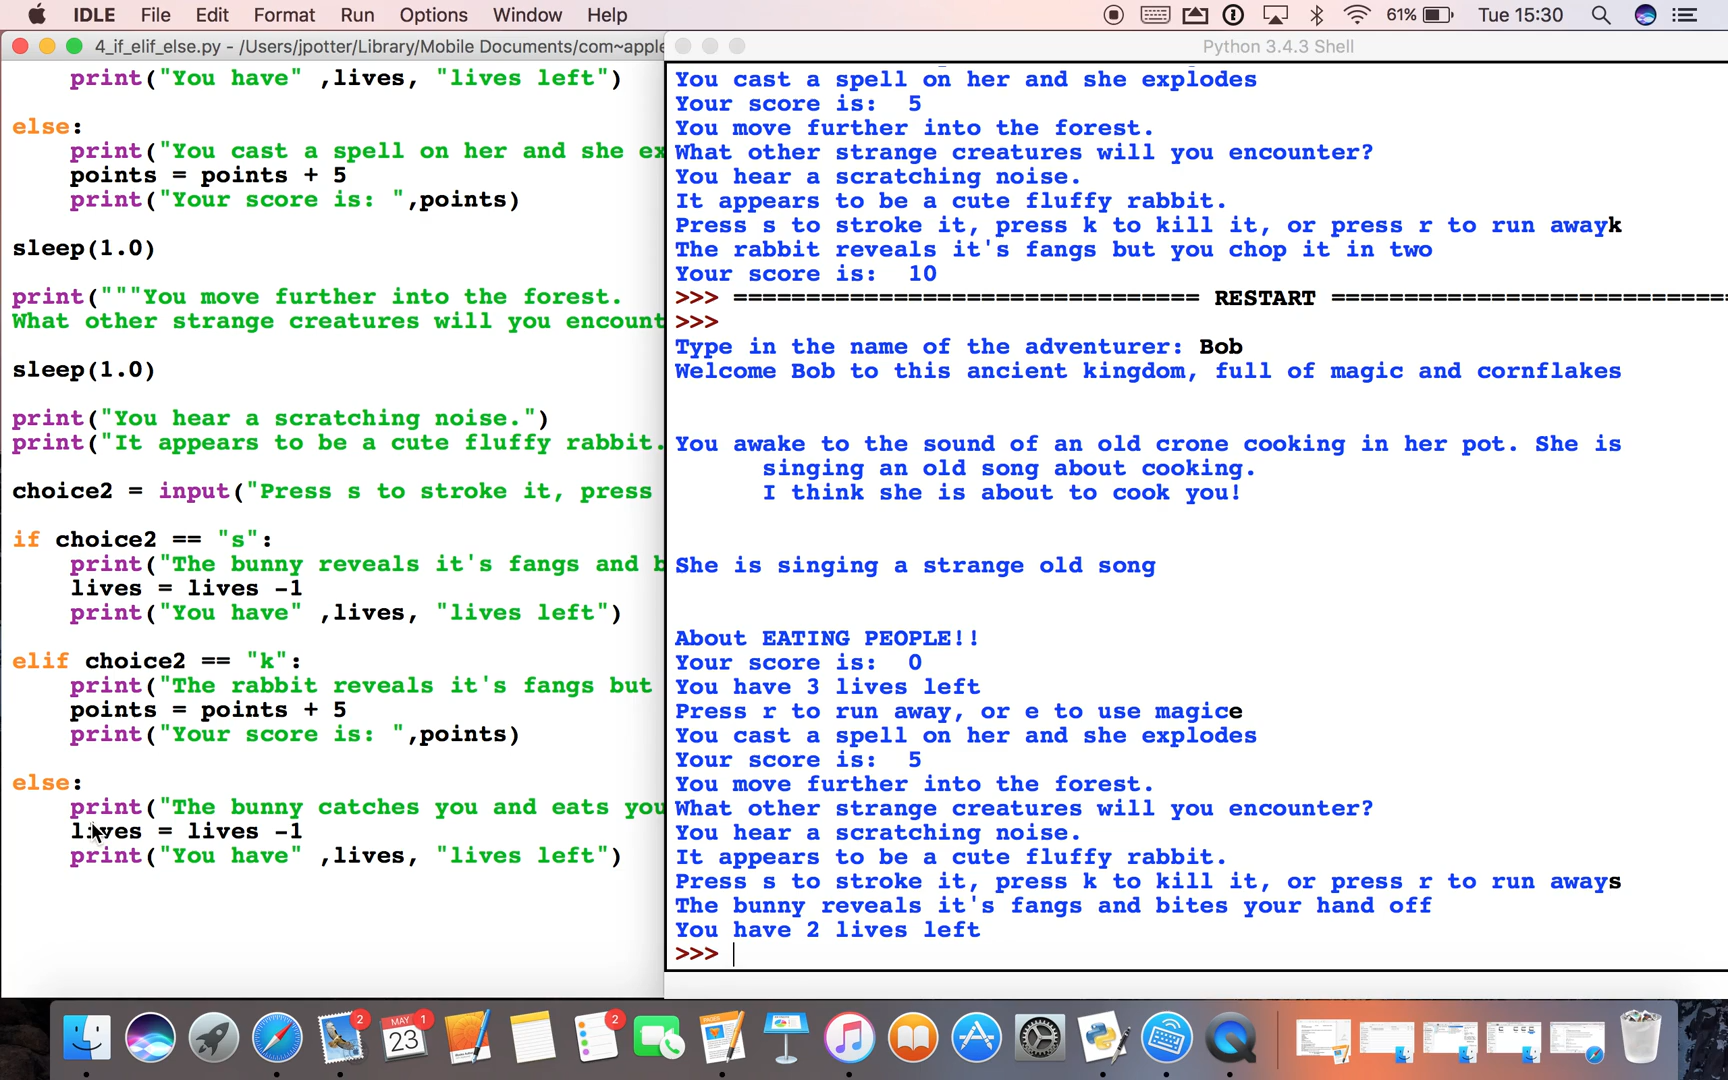 IDLE File Edit Format Run Options Window Help 61% Tue 15:30
4_if_elif_else.py - /Users/jpotter/Library/Mobile Documents/com~apple
print("You have" ,lives, "lives left")
else:
print("You cast a spell on her and she ex
points = points + 5
print("Your score is: ",points)
sleep(1.0)
print("""You move further into the forest.
What other strange creatures will you encount
sleep(1.0)
print("You hear a scratching noise.")
print("It appears to be a cute fluffy rabbit.
choice2 = input("Press s to stroke it, press
if choice2 == "s":
print("The bunny reveals it's fangs and b
lives = lives -1
print("You have" ,lives, "lives left")
elif choice2 == "k":
print("The rabbit reveals it's fangs but
points = points + 5
print("Your score is: ",points)
else:
print("The bunny catches you and eats you
lives = lives -1
print("You have" ,lives, "lives left")
Python 3.4.3 Shell
You cast a spell on her and she explodes
Your score is:  5
You move further into the forest.
What other strange creatures will you encounter?
You hear a scratching noise.
It appears to be a cute fluffy rabbit.
Press s to stroke it, press k to kill it, or press r to run awayk
The rabbit reveals it's fangs but you chop it in two
Your score is:  10
>>> ================================ RESTART ===========================
>>>
Type in the name of the adventurer: Bob
Welcome Bob to this ancient kingdom, full of magic and cornflakes
You awake to the sound of an old crone cooking in her pot. She is
singing an old song about cooking.
I think she is about to cook you!
She is singing a strange old song
About EATING PEOPLE!!
Your score is:  0
You have 3 lives left
Press r to run away, or e to use magice
You cast a spell on her and she explodes
Your score is:  5
You move further into the forest.
What other strange creatures will you encounter?
You hear a scratching noise.
It appears to be a cute fluffy rabbit.
Press s to stroke it, press k to kill it, or press r to run aways
The bunny reveals it's fangs and bites your hand off
You have 2 lives left
>>>
2
MAY 1
23
2
PAGES